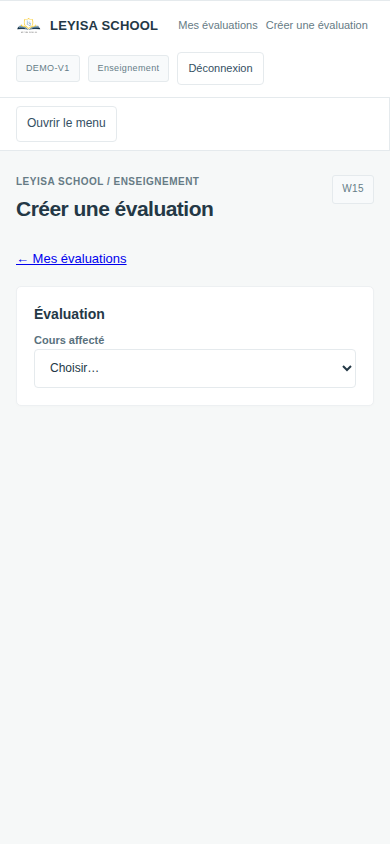 LEYISA SCHOOL
Mes évaluations
Créer une évaluation
DEMO-V1
Enseignement
Déconnexion
Ouvrir le menu
LEYISA SCHOOL / ENSEIGNEMENT
W15
Créer une évaluation
← Mes évaluations
Évaluation
Cours affecté
Choisir…